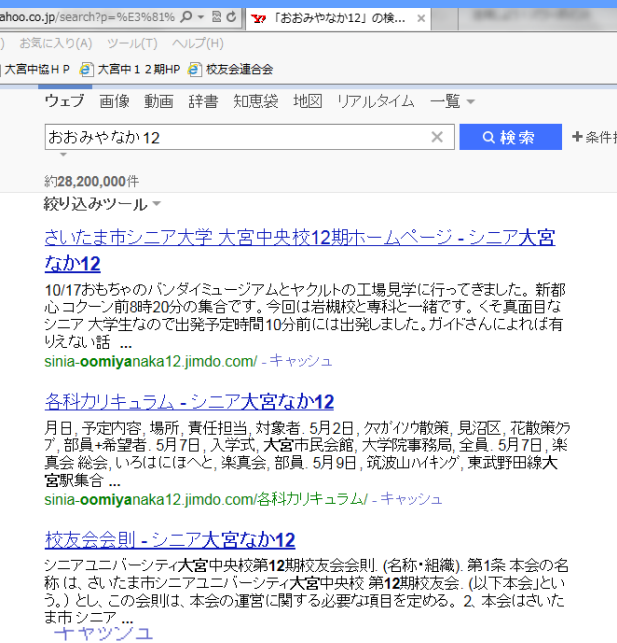 ahoo.co.jp/search?p=%E3%81%
「おおみやなか12」の検... ×
) お気に入り(A) ツール(T) ヘルプ(H)
大宮中協ＨＰ 大宮中１２期HP 校友会連合会
ウェブ 画像 動画 辞書 知恵袋 地図 リアルタイム 一覧
おおみやなか12 × 検索 +条件
約28,200,000件
絞り込みツール
さいたま市シニア大学 大宮中央校12期ホームページ - シニア大宮
なか12
10/17おもちゃのバンダイミュージアムとヤクルトの工場見学に行ってきました。 新都
心 コクーン前8時20分の集合です。今回は岩槻校と専科と一緒です。くそ真面目な
シニア 大学生なので出発予定時間10分前には出発しました。ガイドさんによれば有
りえない話 ...
sinia-oomiyanaka12.jimdo.com/ - キャッシュ
各科カリキュラム - シニア大宮なか12
月日, 予定内容, 場所, 責任担当, 対象者. 5月2日, クマガイソウ散策, 見沼区, 花散策クラ
ブ, 部員+希望者. 5月7日, 入学式, 大宮市民会館, 大学院事務局, 全員. 5月7日, 楽
真会 総会, いろはにほへと, 楽真会, 部員. 5月9日, 筑波山ハイキング, 東武野田線大
宮駅集合 ...
sinia-oomiyanaka12.jimdo.com/各科カリキュラム/ - キャッシュ
校友会会則 - シニア大宮なか12
シニアユニバーシティ大宮中央校第12期校友会会則. (名称・組織). 第1条 本会の名
称 は、さいたま市シニアユニバーシティ大宮中央校 第12期校友会. (以下本会」とい
う。) とし、この会則は、本会の運営に関する必要な項目を定める。 2、本会はさいた
ま市 シニア ...
キャッシュ